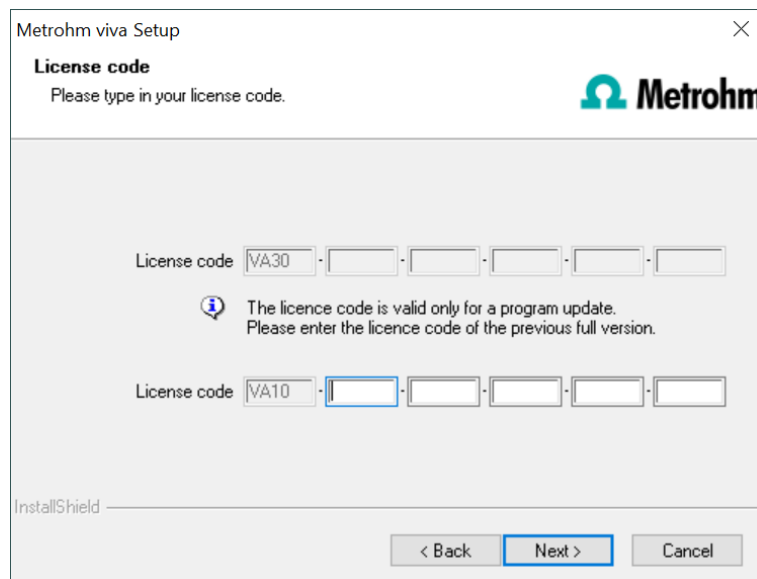 Metrohm viva Setup
License code
Please type in your license code.
Metrohm
License code VA30 - - - - -
The licence code is valid only for a program update.
Please enter the licence code of the previous full version.
License code VA10 - - - - -
InstallShield
< Back Next > Cancel